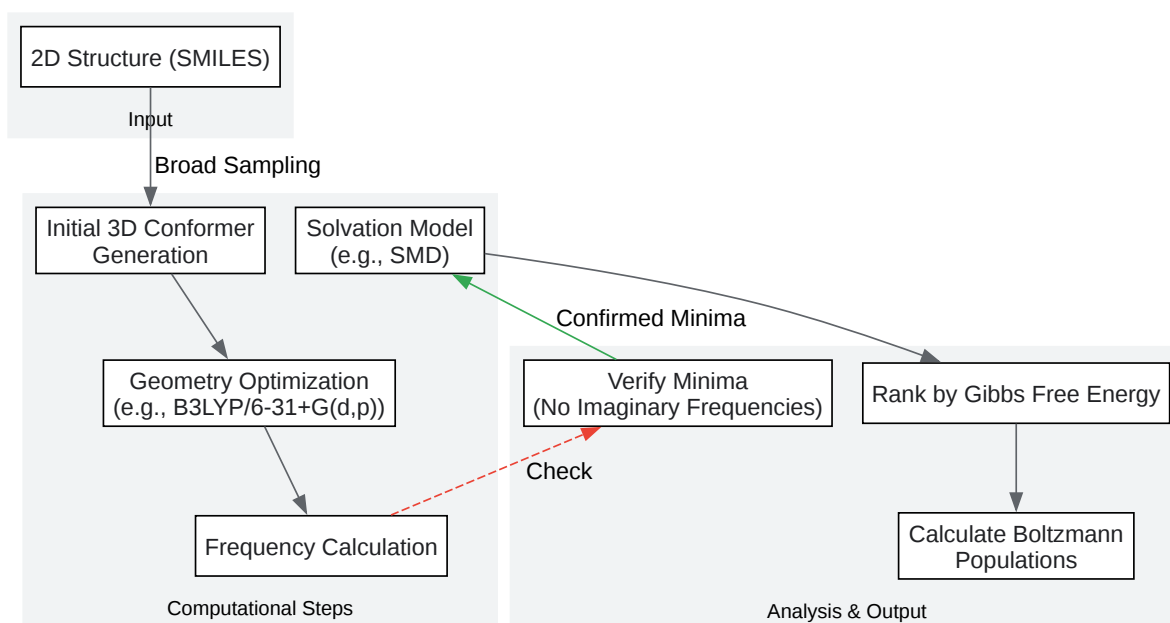 2D Structure (SMILES)
Input
Broad Sampling
Initial 3D Conformer
Generation
Solvation Model
(e.g., SMD)
Confirmed Minima
Geometry Optimization
(e.g., B3LYP/6-31+G(d,p))
Verify Minima
(No Imaginary Frequencies)
Rank by Gibbs Free Energy
Check
Frequency Calculation
Calculate Boltzmann
Populations
Computational Steps
Analysis & Output